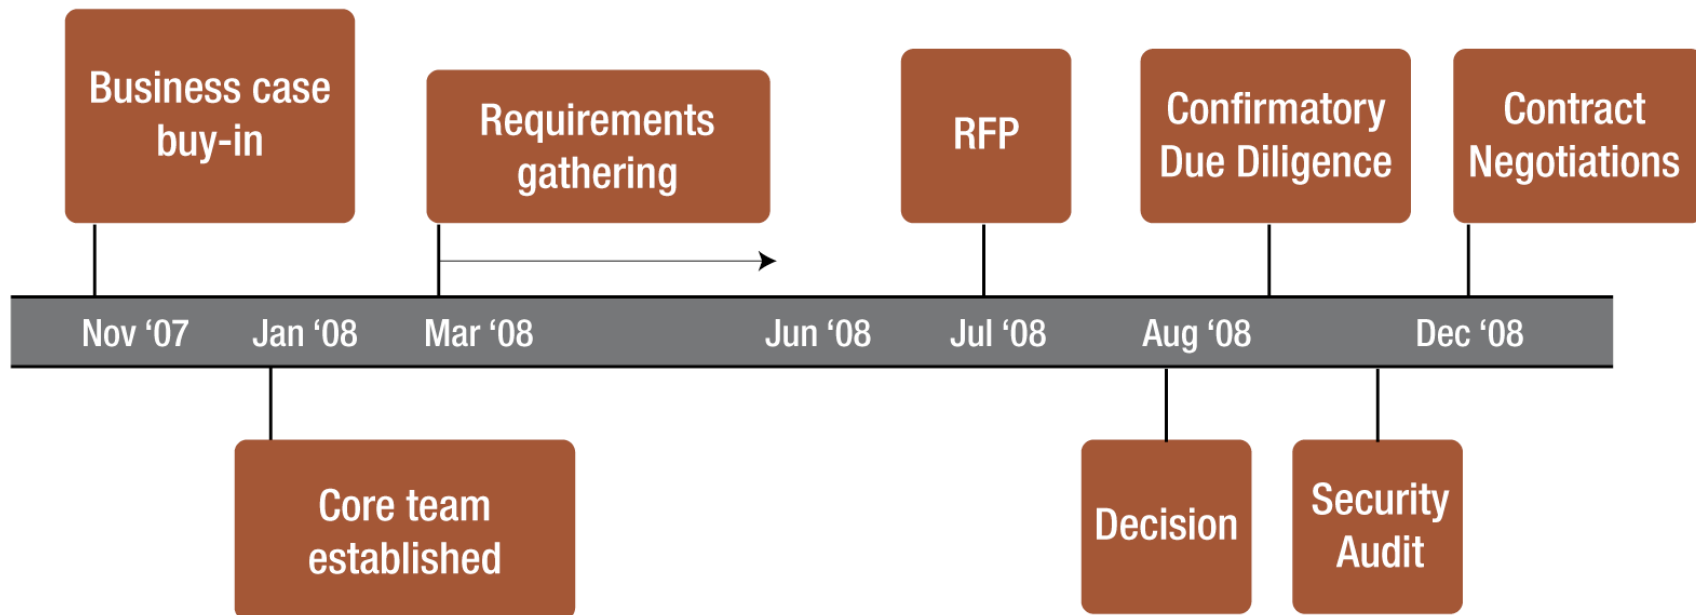 Business case
buy-in
Requirements
gathering
RFP
Confirmatory
Due Diligence
Contract
Negotiations
Nov ‘07
Jan ‘08
Mar ‘08
Jun ‘08
Jul ‘08
Aug ‘08
Dec ‘08
Core team
established
Decision
Security
Audit